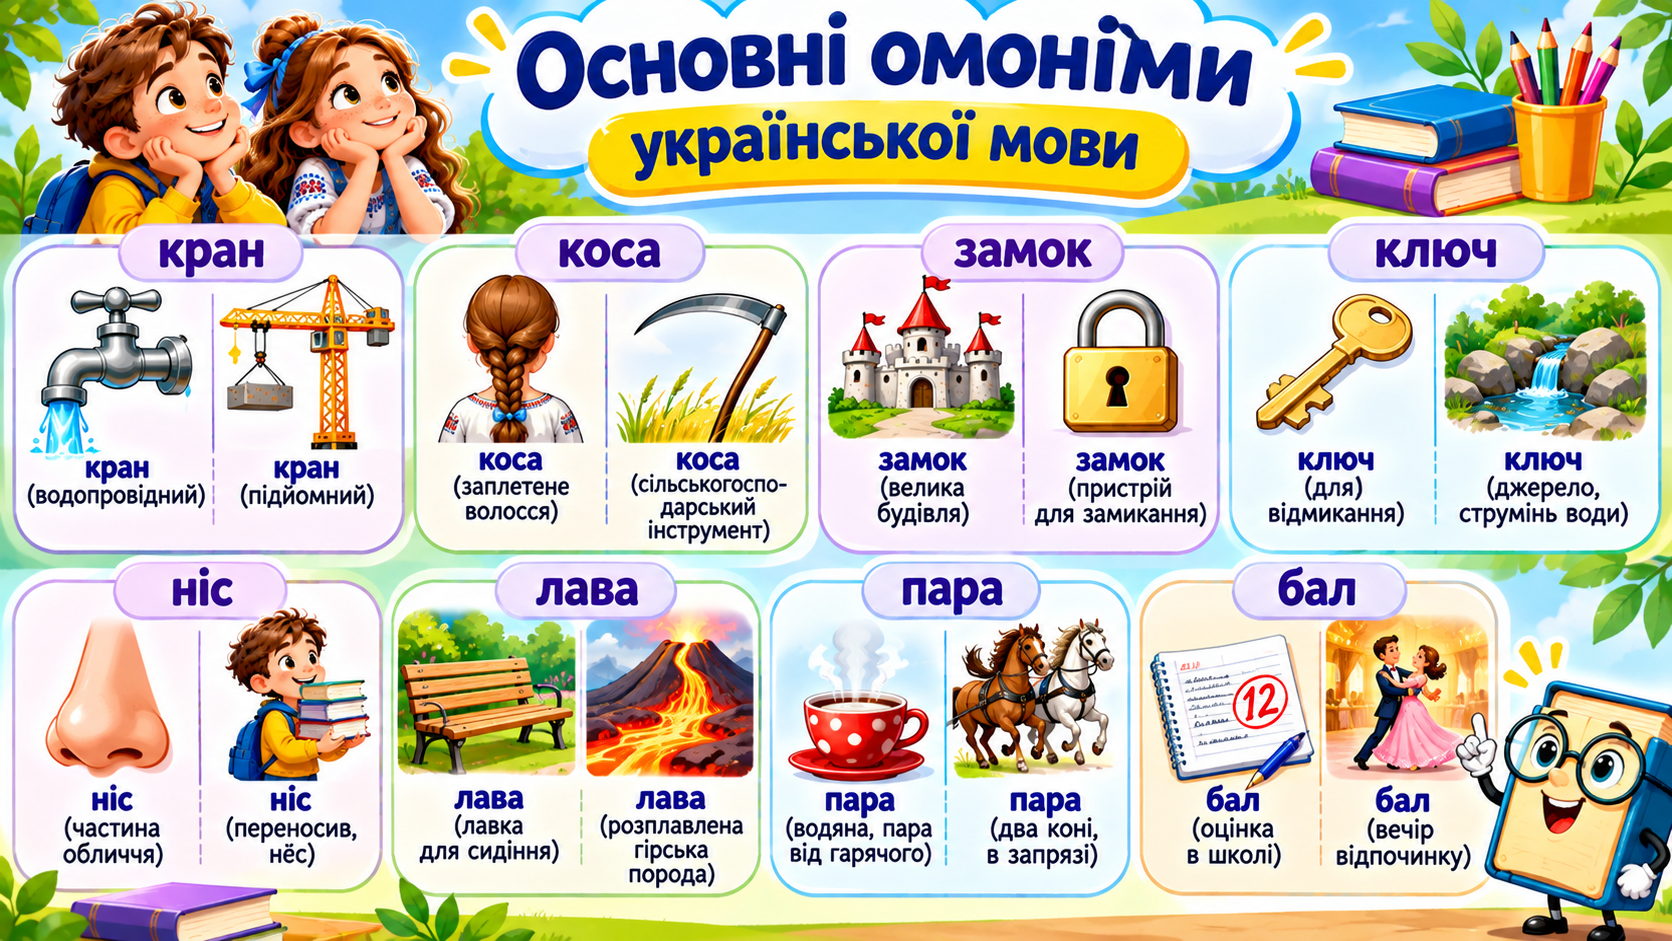 Основні омоніми
української мови
кран
коса
замок
ключ
кран
(водопровідний)
кран
(підйомний)
коса
(заплетене
волосся)
коса
(сільськогоспо-
дарський
інструмент)
замок
(велика
будівля)
замок
(пристрій
для замикання)
ключ
(для)
відмикання)
ключ
(джерело,
струмінь води)
ніс
лава
пара
бал
12
ніс
(частина
обличчя)
ніс
(переносив,
нёс)
лава
(лавка
для сидіння)
лава
(розплавлена
гірська
порода)
пара
(водяна, пара
від гарячого)
пара
(два коні,
в запрязі)
бал
(оцінка
в школі)
бал
(вечір
відпочинку)